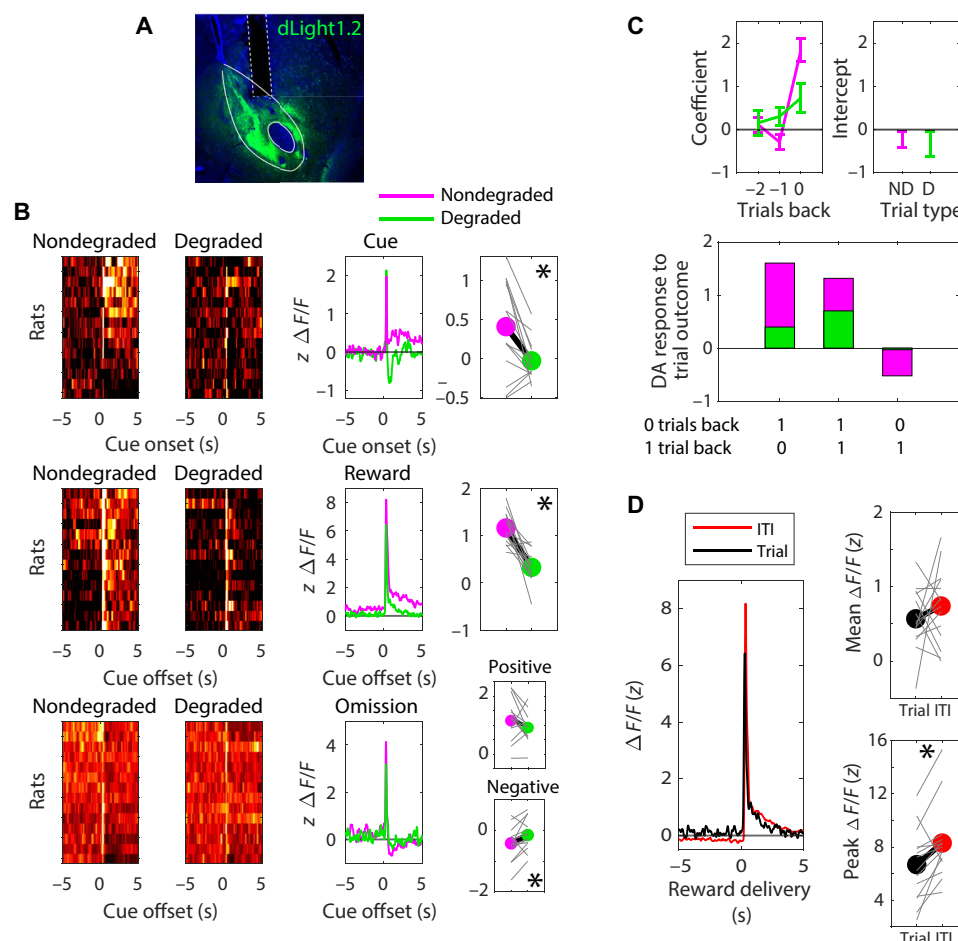 A
dLight1.2
Nondegraded
Degraded
B
Nondegraded Degraded Cue
Rats
z ΔF/F
2
1
0
−1
1
0.5
0
−0.5
*
−5 0 5 −5 0 5 −5 0 5
Cue onset (s) Cue onset (s)
Nondegraded Degraded Reward
Rats
z ΔF/F
8
6
4
2
0
2
1
0
−1
*
−5 0 5 −5 0 5 −5 0 5
Cue offset (s) Cue offset (s)
Nondegraded Degraded Omission
Rats
z ΔF/F
4
2
0
Positive
2
0
Negative
0
−2
*
−5 0 5 −5 0 5 −5 0 5
Cue offset (s) Cue offset (s)
C
Coefficient
2
1
0
−1
−2 −1 0
Trials back
Intercept
2
1
0
−1
ND D
Trial type
DA response to
trial outcome
2
1
0
−1
0 trials back 1 1 0
1 trial back 0 1 1
D
ITI
Trial
ΔF/F (z)
8
6
4
2
0
−5 0 5
Reward delivery
(s)
Mean ΔF/F (z)
2
1
0
Trial ITI
Peak ΔF/F (z)
16
12
8
4
*
Trial ITI